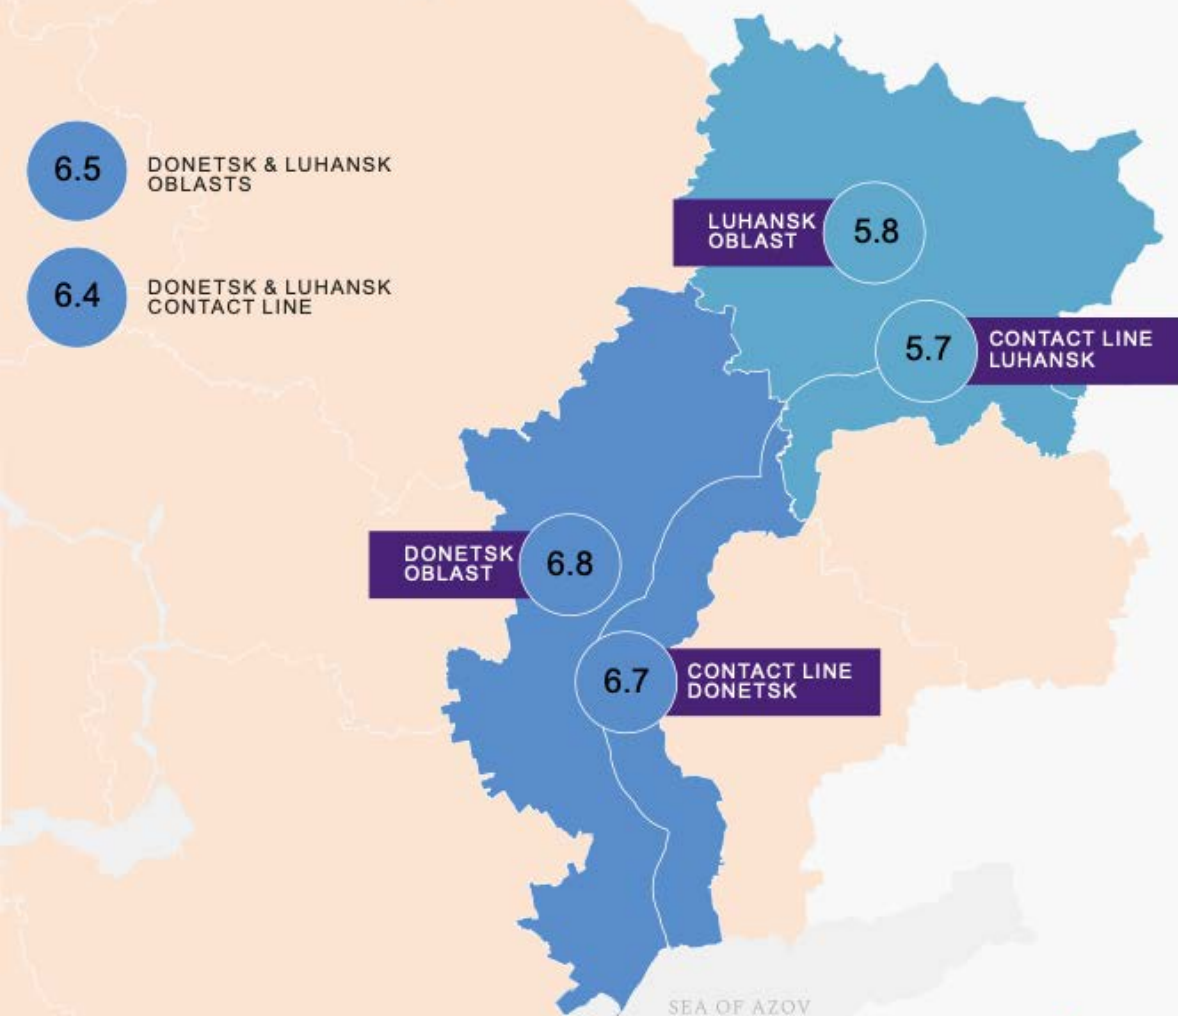 6.5
DONETSK & LUHANSK
OBLASTS
6.4
DONETSK & LUHANSK
CONTACT LINE
LUHANSK
OBLAST
5.8
5.7
CONTACT LINE
LUHANSK
DONETSK
OBLAST
6.8
6.7
CONTACT LINE
DONETSK
SEA OF AZOV